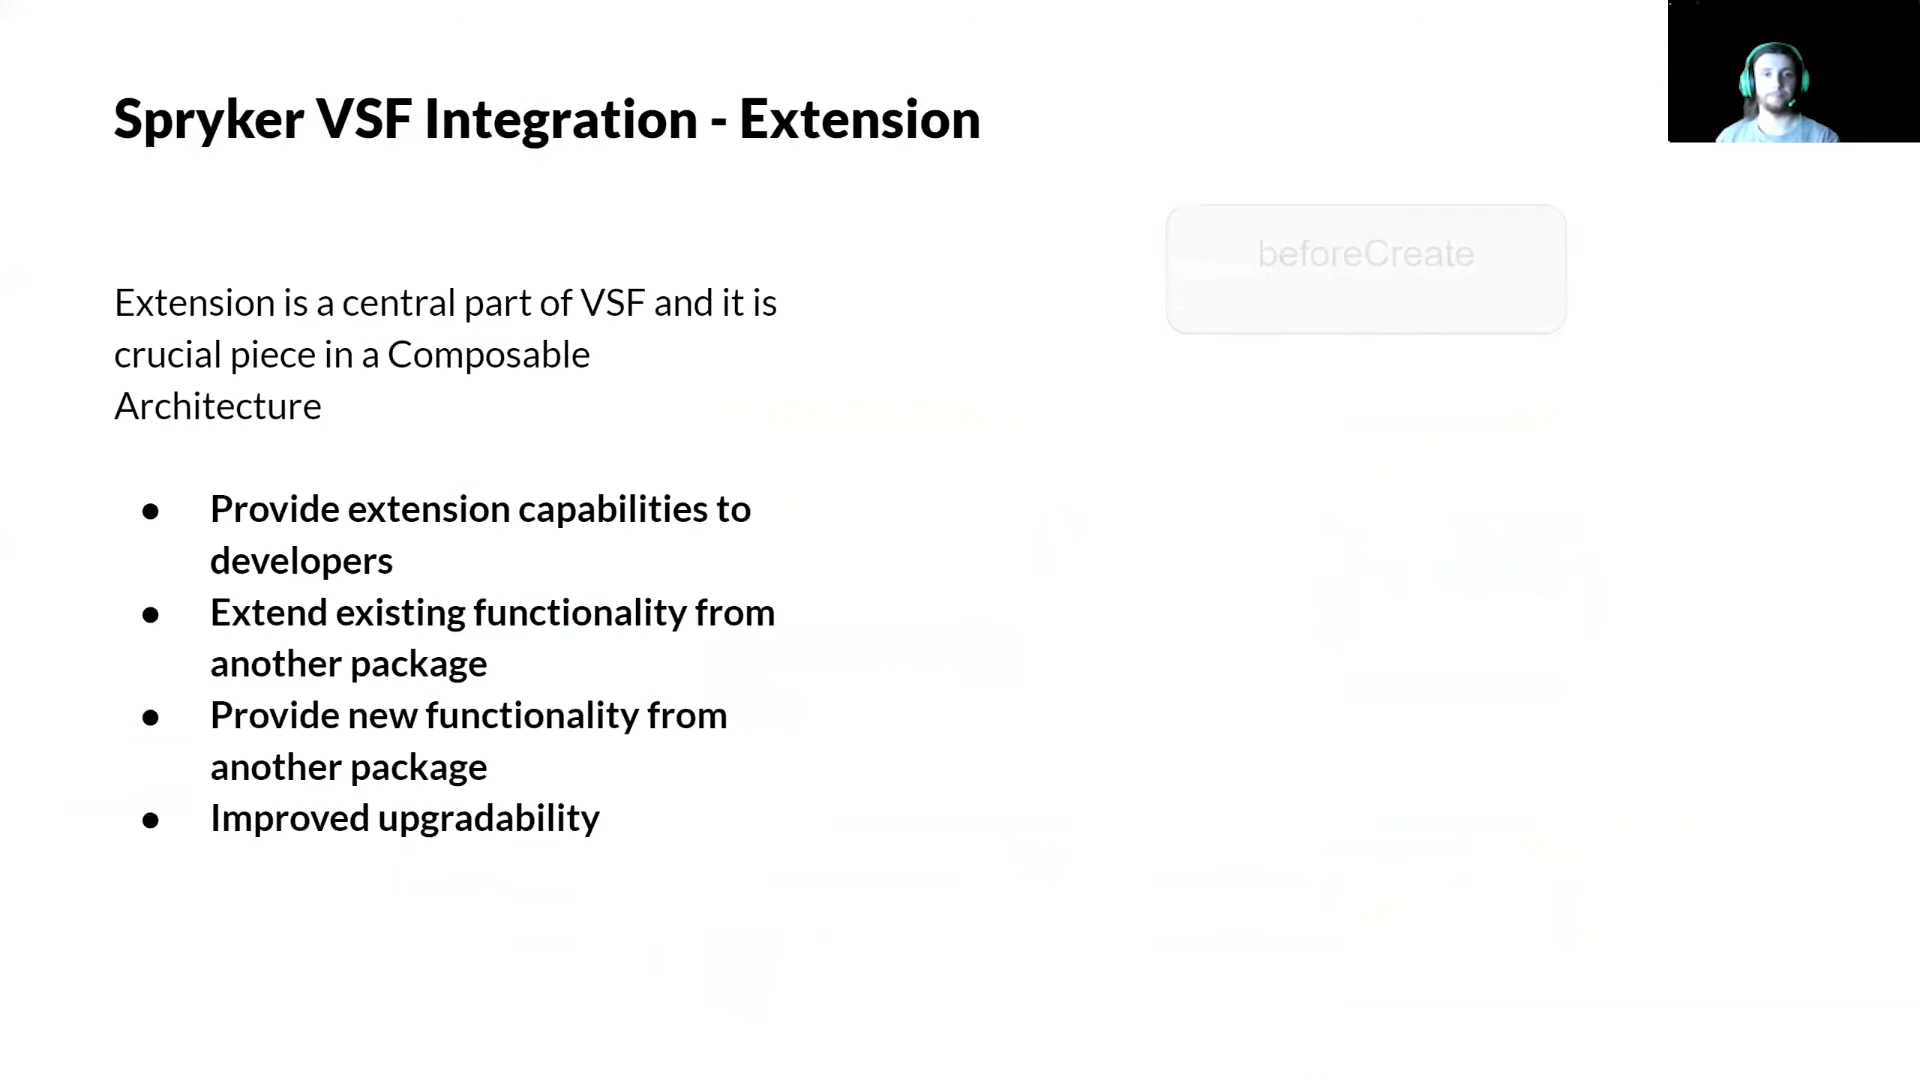 Spryker VSF Integration - Extension
beforeCreate
Extension is a central part of VSF and it is
crucial piece in a Composable
Architecture
● Provide extension capabilities to
developers
● Extend existing functionality from
another package
● Provide new functionality from
another package
● Improved upgradability